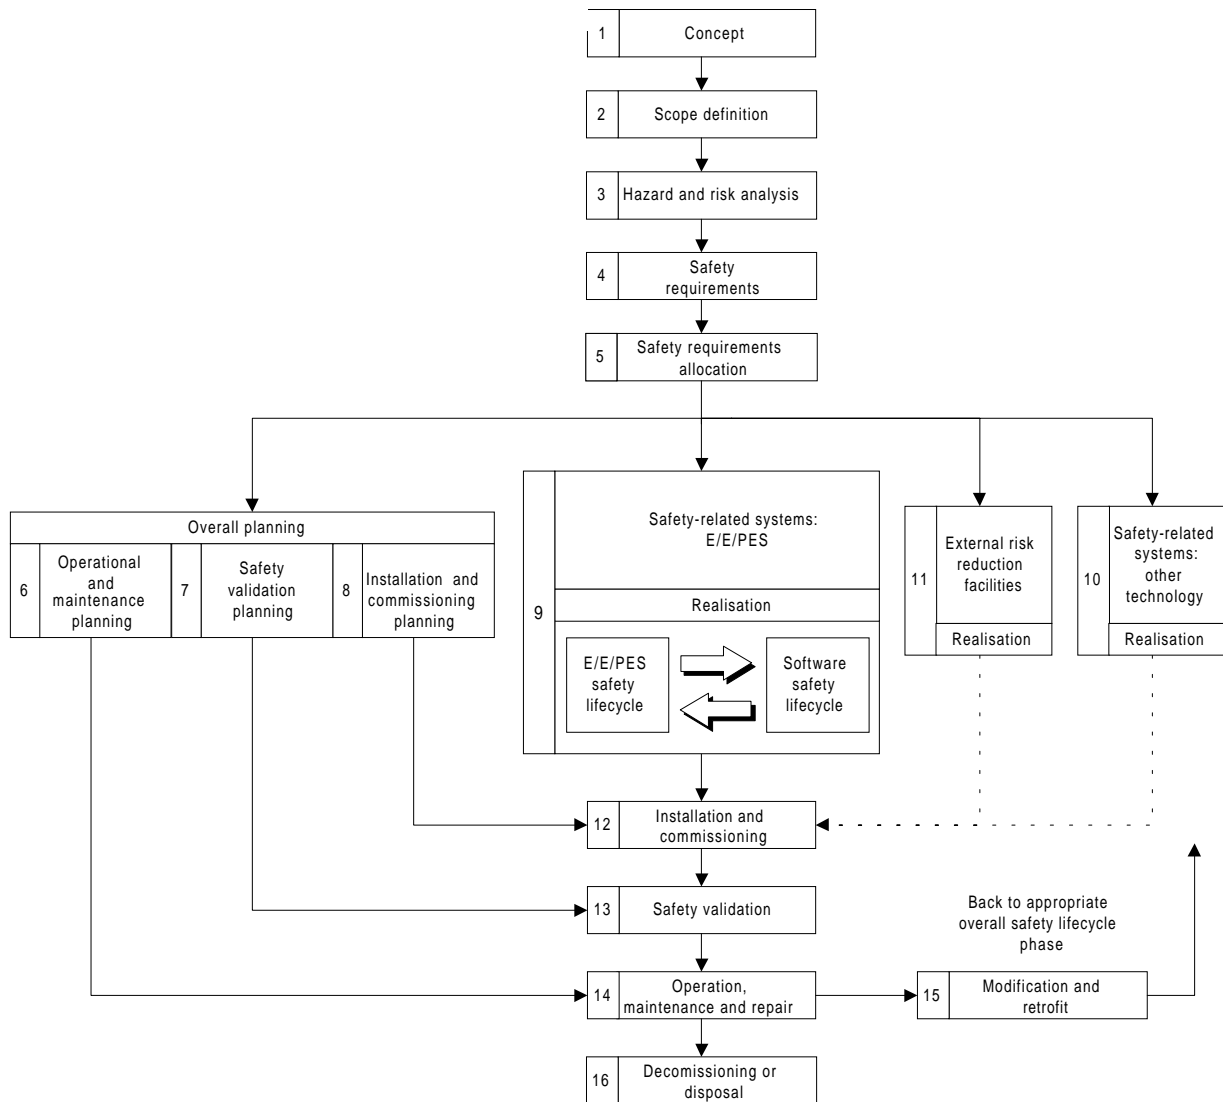 1
Concept
2
Scope definition
3
Hazard and risk analysis
4
Safety
requirements
5
Safety requirements
allocation
Overall planning
6
Operational
and
maintenance
planning
7
Safety
validation
planning
8
Installation and
commissioning
planning
9
Safety-related systems:
E/E/PES
Realisation
E/E/PES
safety
lifecycle
Software
safety
lifecycle
11
External risk
reduction
facilities
Realisation
10
Safety-related
systems:
other
technology
Realisation
12
Installation and
commissioning
13
Safety validation
Back to appropriate
overall safety lifecycle
phase
14
Operation,
maintenance and repair
15
Modification and
retrofit
16
Decomissioning or
disposal